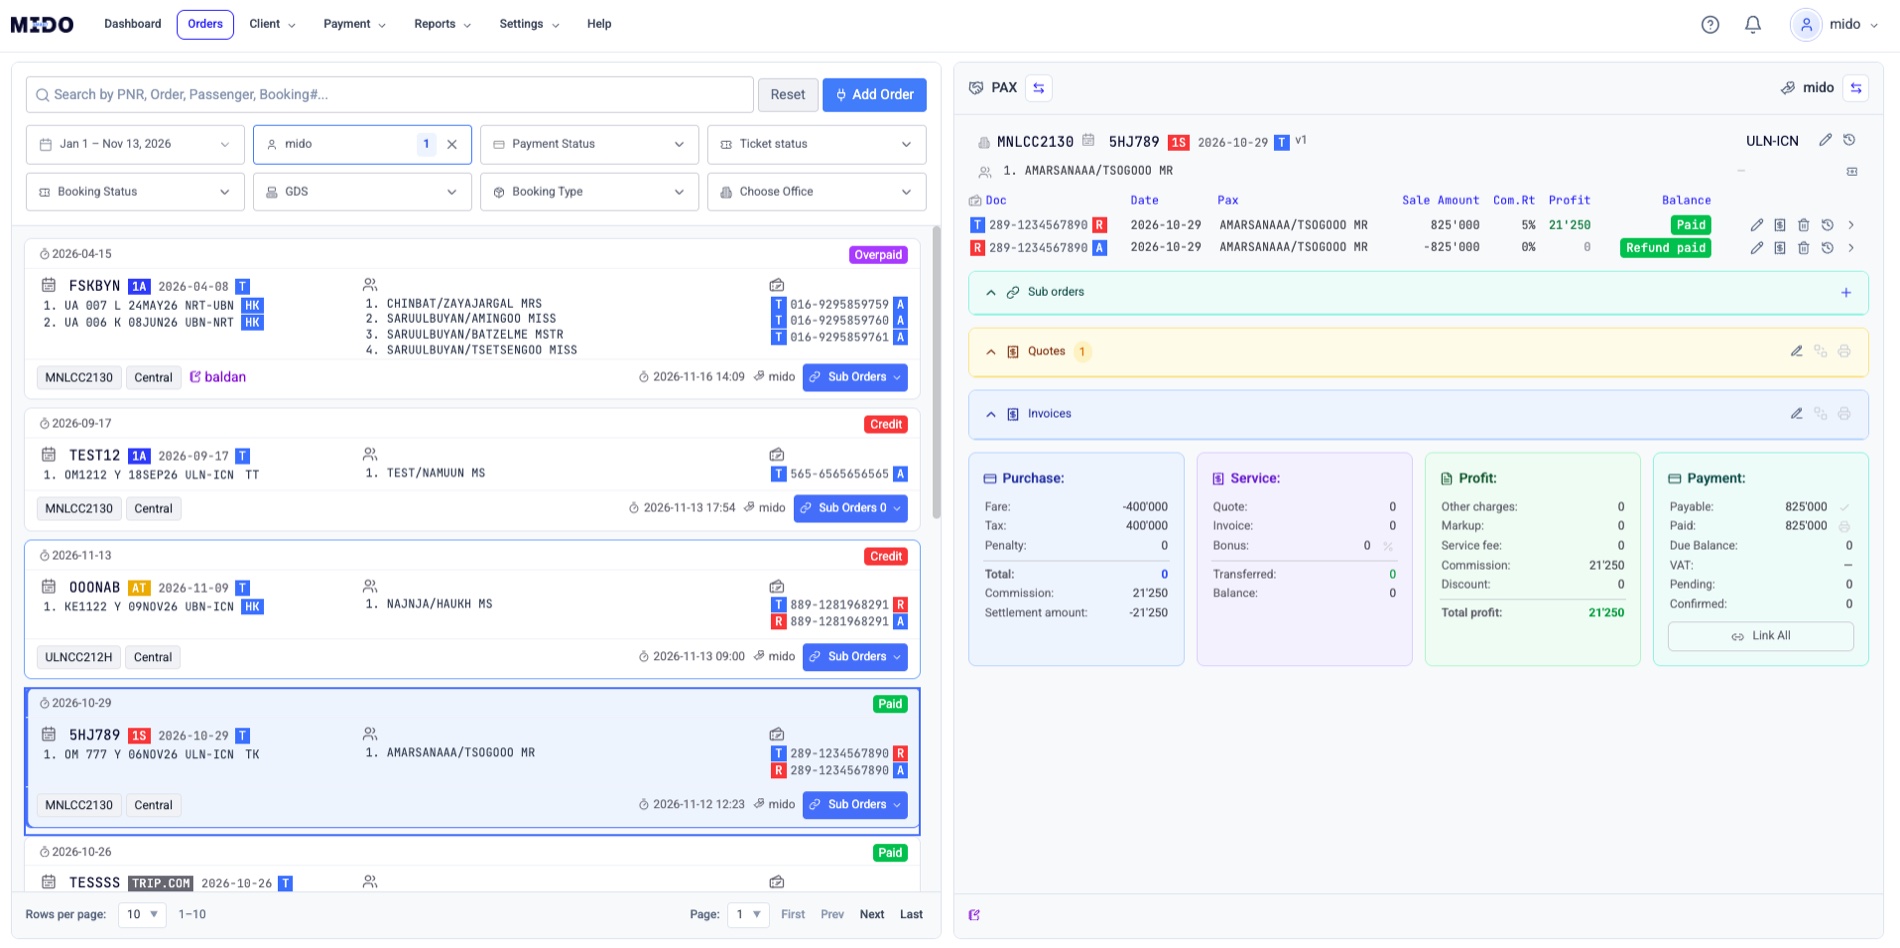 MIDO Dashboard Orders Client Payment Reports Settings Help mido
Search by PNR, Order, Passenger, Booking#... Reset Add Order
Jan 1 – Nov 13, 2026 mido 1 Payment Status Ticket status
Booking Status GDS Booking Type Choose Office
2026-04-15 Overpaid
FSKBYN 1A 2026-04-08 T
1. UA 007 L 24MAY26 NRT-UBN HK
2. UA 006 K 08JUN26 UBN-NRT HK
1. CHINBAT/ZAYAJARGAL MRS
2. SARUULBUYAN/AMINGOO MISS
3. SARUULBUYAN/BATZELME MSTR
4. SARUULBUYAN/TSETSENGOO MISS
T 016-9295859759 A
T 016-9295859760 A
T 016-9295859761 A
MNLCC2130 Central baldan 2026-11-16 14:09 mido Sub Orders
2026-09-17 Credit
TEST12 1A 2026-09-17 T
1. OM1212 Y 18SEP26 ULN-ICN TT
1. TEST/NAMUUN MS
T 565-6565656565 A
MNLCC2130 Central 2026-11-13 17:54 mido Sub Orders 0
2026-11-13 Credit
OOONAB AT 2026-11-09 T
1. KE1122 Y 09NOV26 UBN-ICN HK
1. NAJNJA/HAUKH MS
T 889-1281968291 R
R 889-1281968291 A
ULNCC212H Central 2026-11-13 09:00 mido Sub Orders
2026-10-29 Paid
5HJ789 1S 2026-10-29 T
1. OM 777 Y 06NOV26 ULN-ICN TK
1. AMARSANAAA/TSOGOOO MR
T 289-1234567890 R
R 289-1234567890 A
MNLCC2130 Central 2026-11-12 12:23 mido Sub Orders
2026-10-26 Paid
TESSSS TRIP.COM 2026-10-26 T
Rows per page: 10 1–10 Page: 1 First Prev Next Last
PAX mido
MNLCC2130 5HJ789 1S 2026-10-29 T v1 ULN-ICN
1. AMARSANAAA/TSOGOOO MR –
Doc Date Pax Sale Amount Com.Rt Profit Balance
T 289-1234567890 R 2026-10-29 AMARSANAAA/TSOGOOO MR 825'000 5% 21'250 Paid
R 289-1234567890 A 2026-10-29 AMARSANAAA/TSOGOOO MR -825'000 0% 0 Refund paid
Sub orders
Quotes 1
Invoices
Purchase:
Fare: -400'000
Tax: 400'000
Penalty: 0
Total: 0
Commission: 21'250
Settlement amount: -21'250
Service:
Quote: 0
Invoice: 0
Bonus: 0
Transferred: 0
Balance: 0
Profit:
Other charges: 0
Markup: 0
Service fee: 0
Commission: 21'250
Discount: 0
Total profit: 21'250
Payment:
Payable: 825'000
Paid: 825'000
Due Balance: 0
VAT: –
Pending: 0
Confirmed: 0
Link All